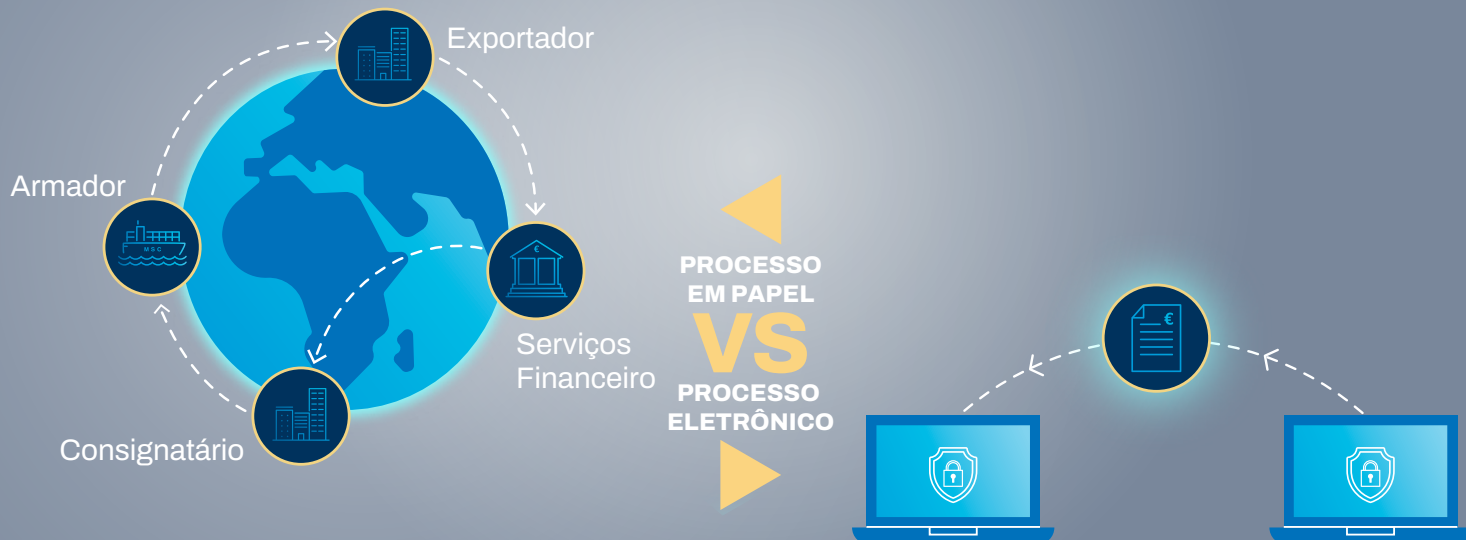 Exportador
Armador
M S C
€
Serviços
Financeiro
Consignatário
PROCESSO
EM PAPEL
VS
PROCESSO
ELETRÔNICO
€